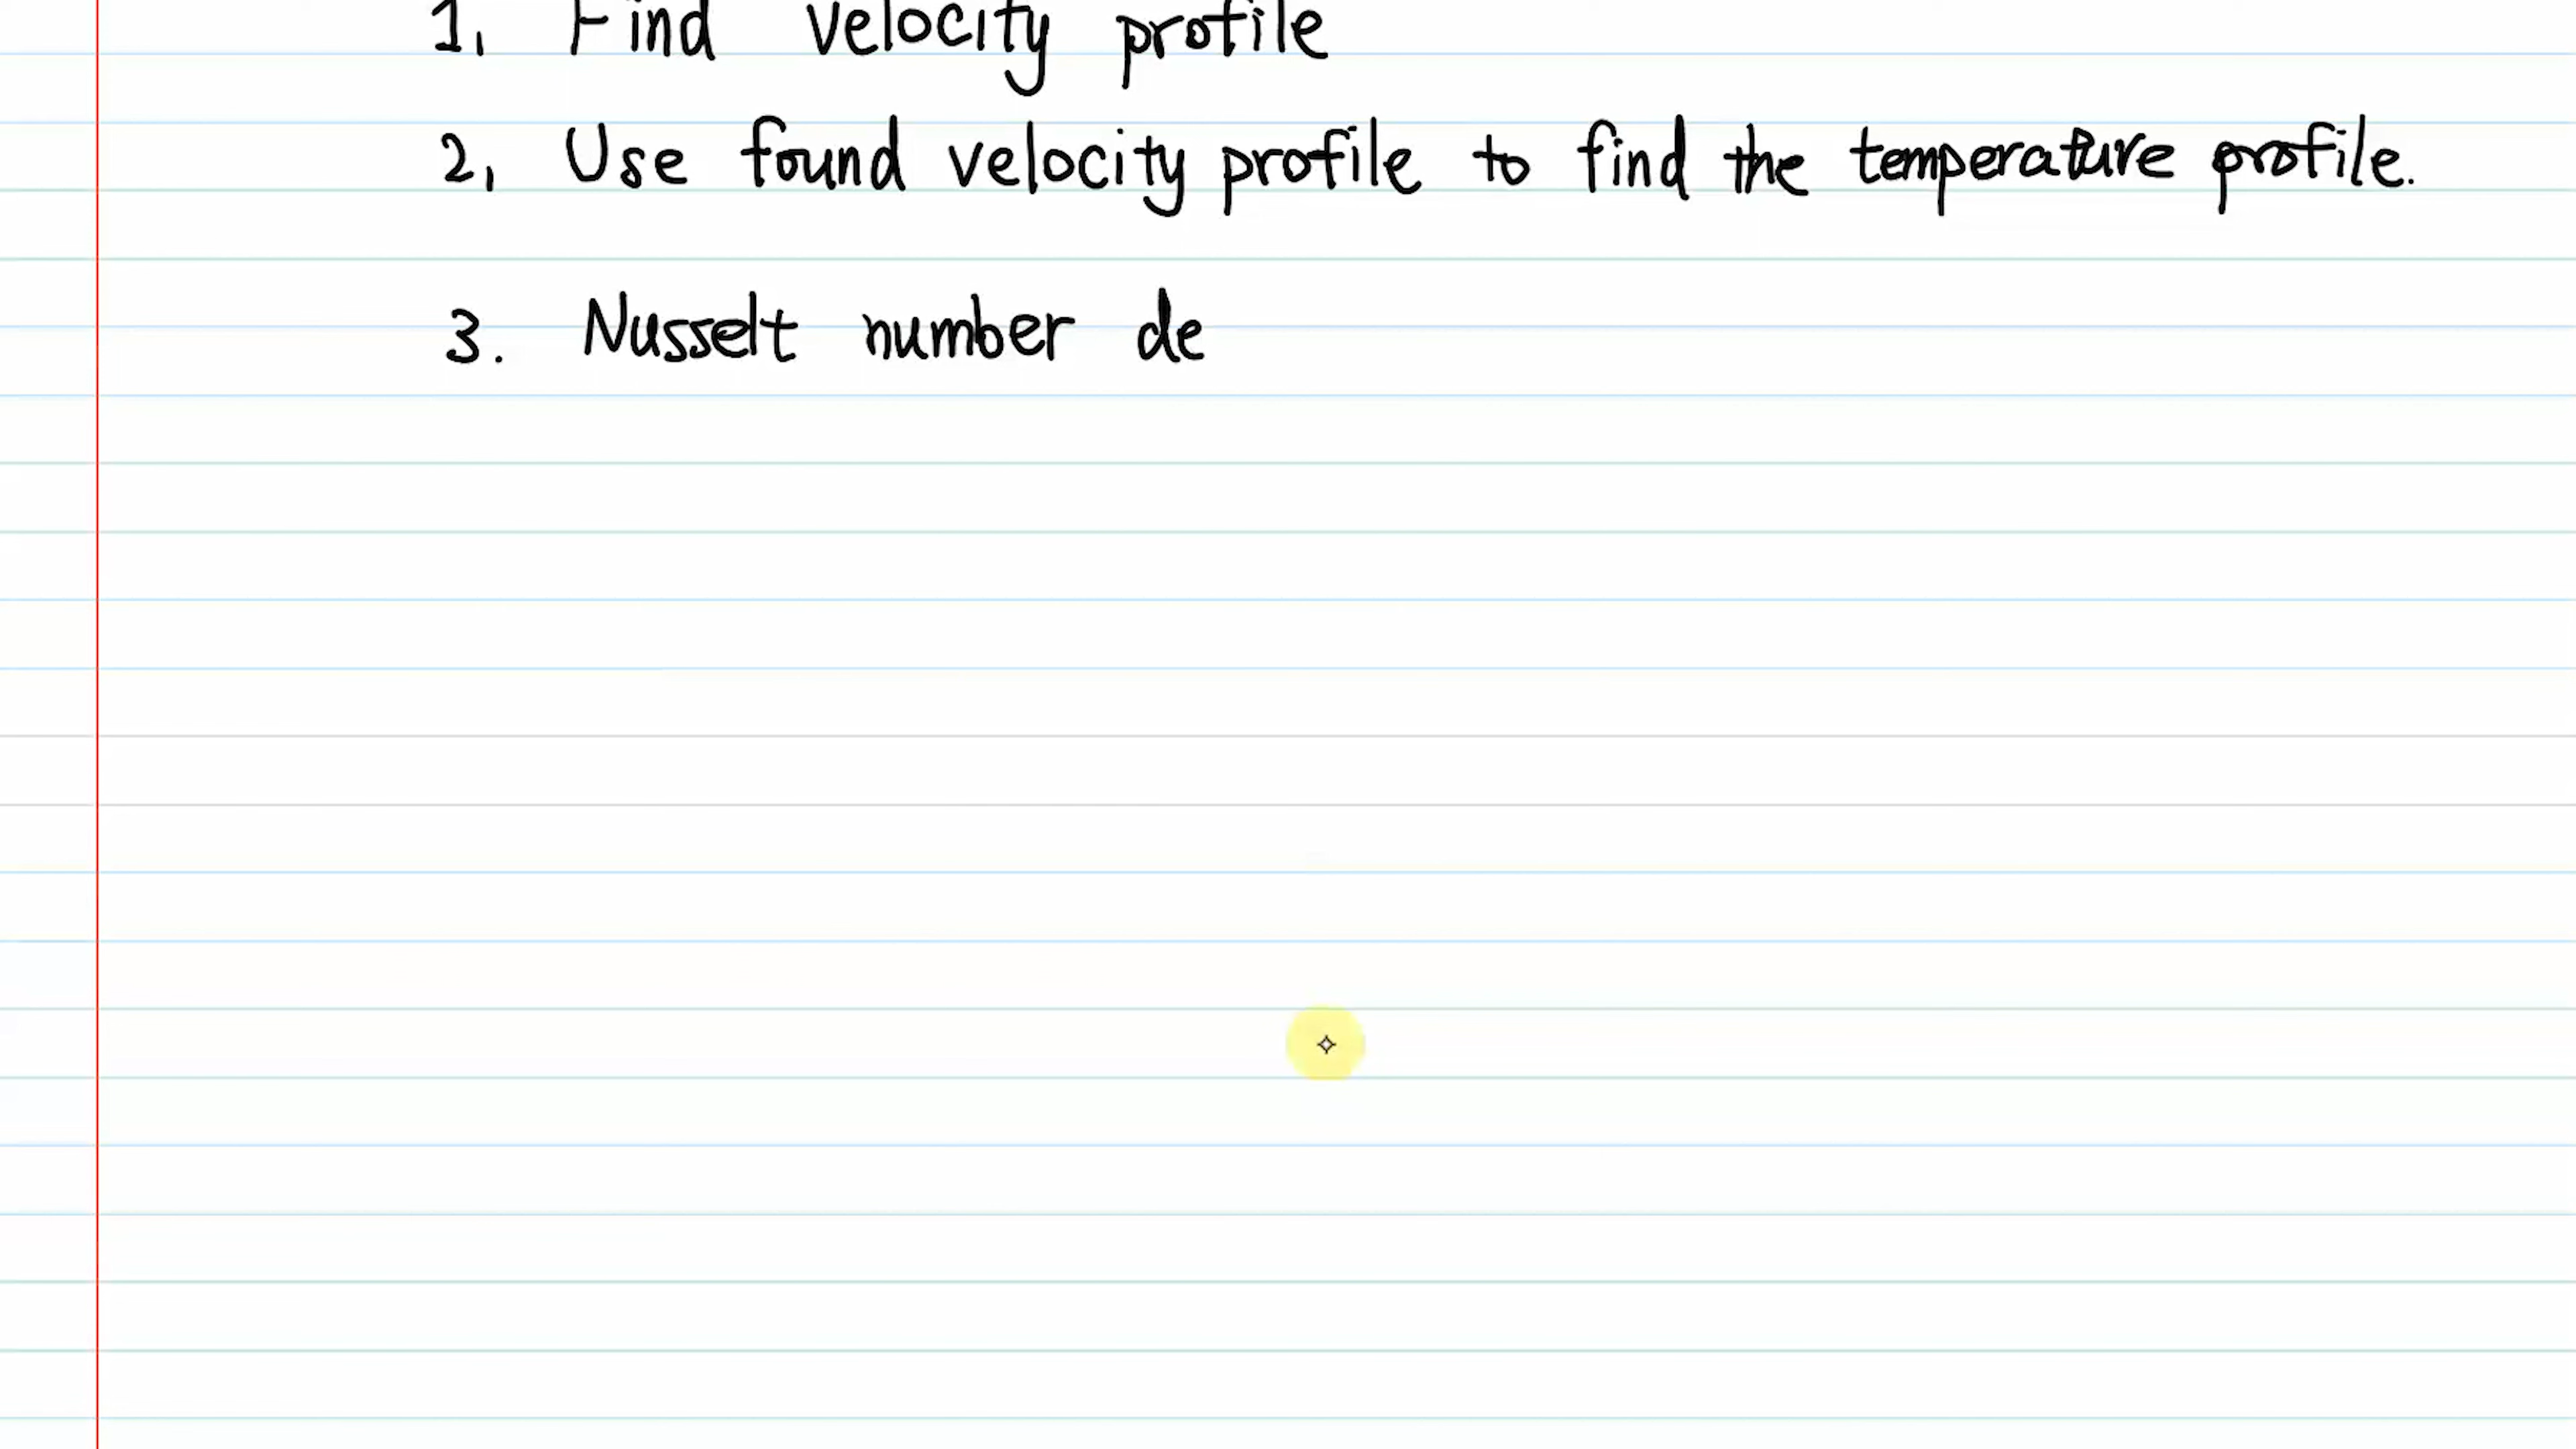 1. Find velocity profile
2. Use found velocity profile to find the temperature profile.
3. Nusselt number de